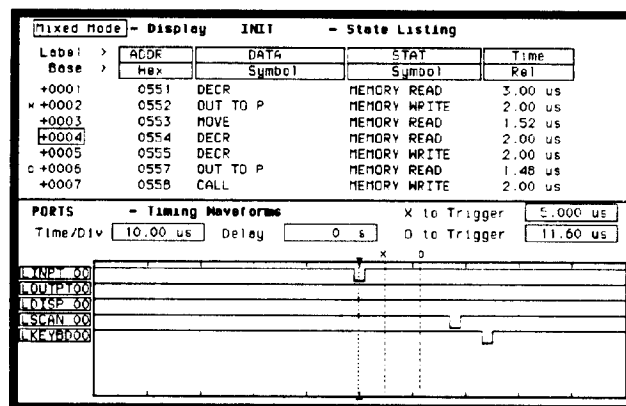 Mixed Mode - Display INIT - State Listing
Label > ADDR DATA STAT Time
Base > Hex Symbol Symbol Rel
+0001 0551 DECR MEMORY READ 3.00 us
x +0002 0552 OUT TO P MEMORY WRITE 2.00 us
+0003 0553 MOVE MEMORY READ 1.52 us
+0004 0554 DECR MEMORY READ 2.00 us
+0005 0555 DECR MEMORY WRITE 2.00 us
o +0006 0557 OUT TO P MEMORY READ 1.48 us
+0007 0558 CALL MEMORY WRITE 2.00 us
PORTS - Timing Waveforms X to Trigger 5.000 us
Time/Div 10.00 us Delay 0 s O to Trigger 11.60 us
X O
LINPT 00
LOUTPT00
LDISP 00
LSCAN 00
LKEYBD00